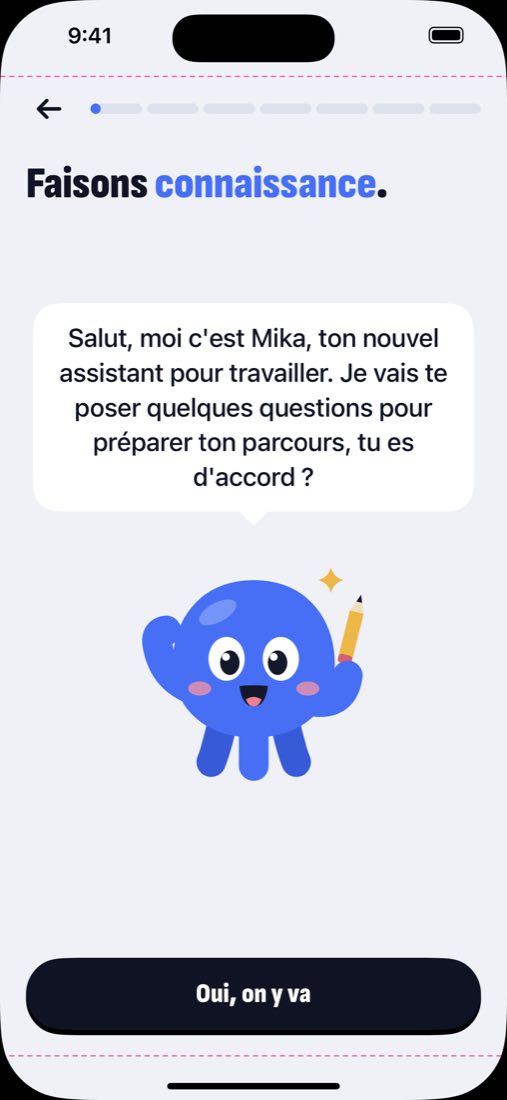 9:41
Faisons connaissance.
Salut, moi c'est Mika, ton nouvel
assistant pour travailler. Je vais te
poser quelques questions pour
préparer ton parcours, tu es
d'accord ?
Oui, on y va